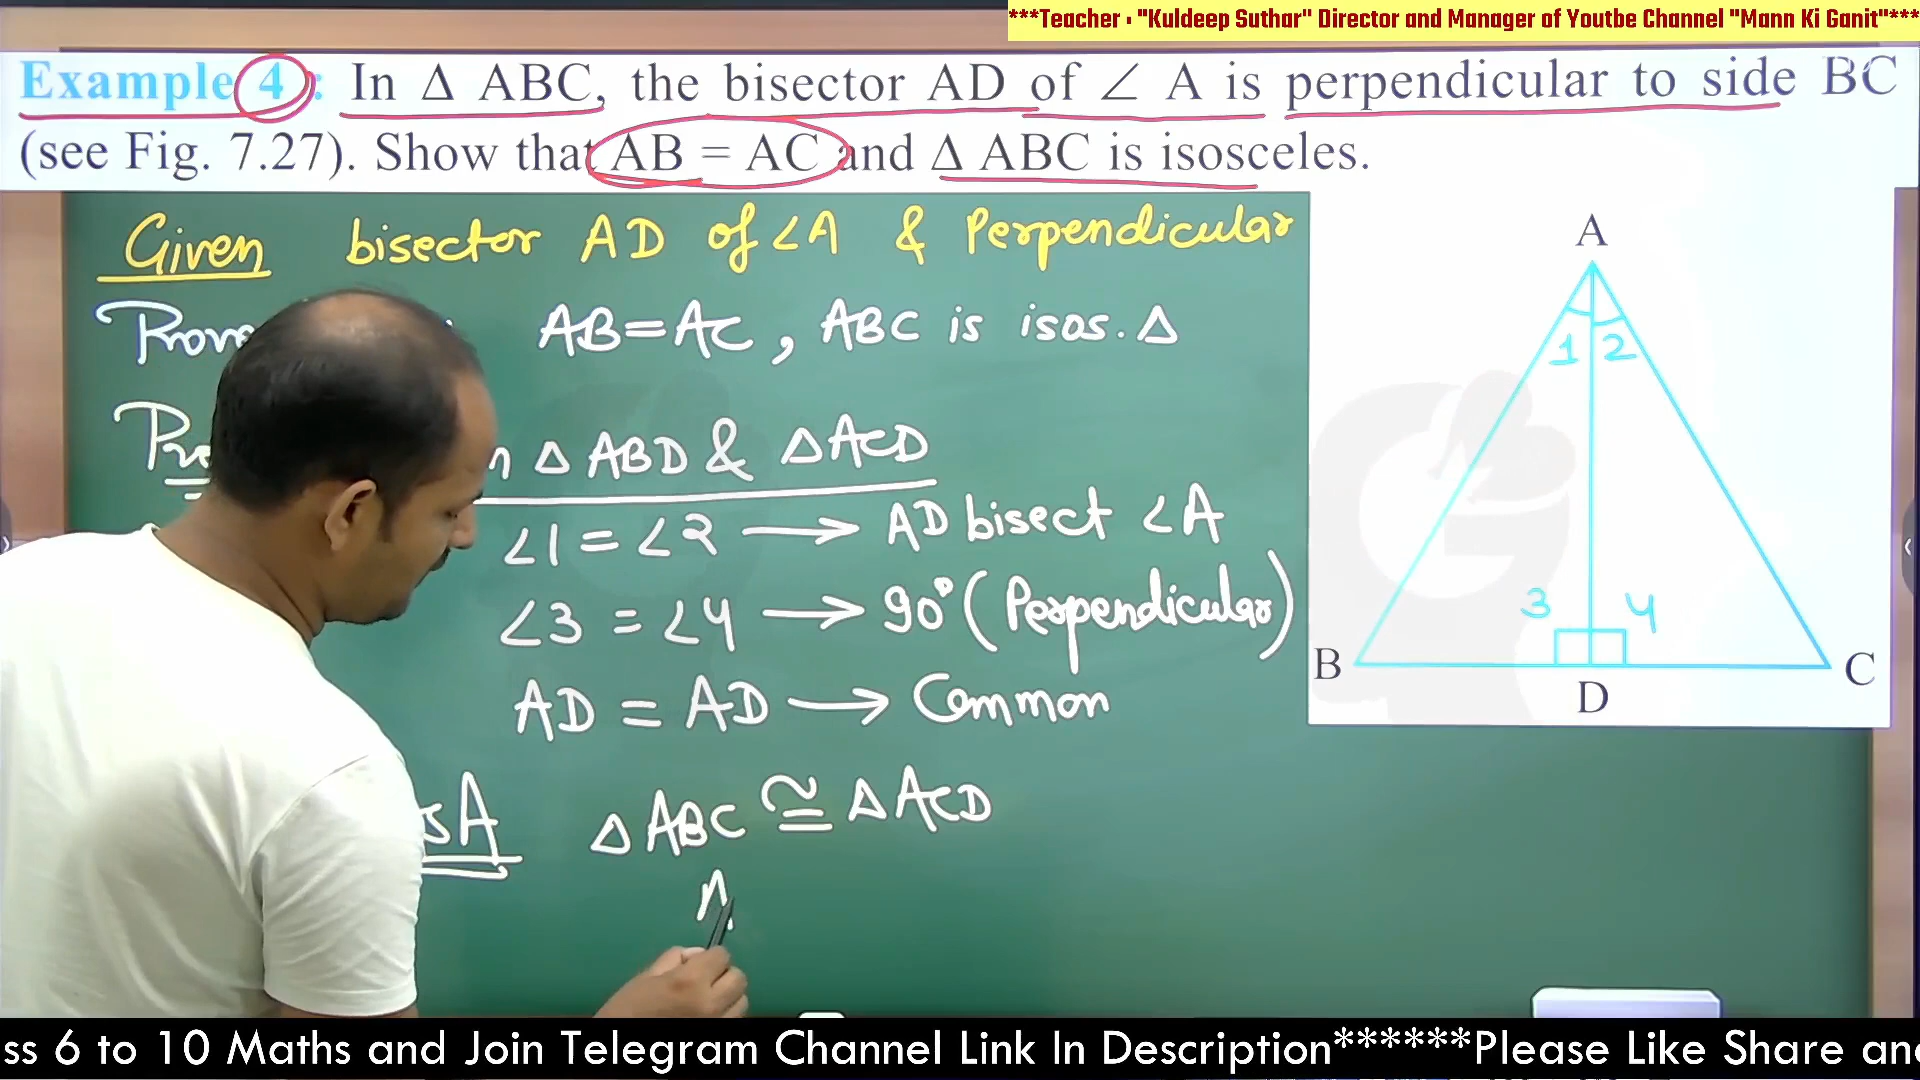 ***Teacher : "Kuldeep Suthar" Director and Manager of Youtbe Channel "Mann Ki Ganit"***
Example 4 : In Δ ABC, the bisector AD of ∠ A is perpendicular to side BC
(see Fig. 7.27). Show that AB = AC and Δ ABC is isosceles.
Given bisector AD of ∠A & Perpendicular
AB=AC, ABC is isos. Δ
Δ ABD & Δ ACD
∠1 = ∠2 → AD bisect ∠A
∠3 = ∠4 → 90° (Perpendicular)
AD = AD → Common
SA Δ ABC ≅ Δ ACD
A
1 2
3 4
B D C
ss 6 to 10 Maths and Join Telegram Channel Link In Description******Please Like Share and